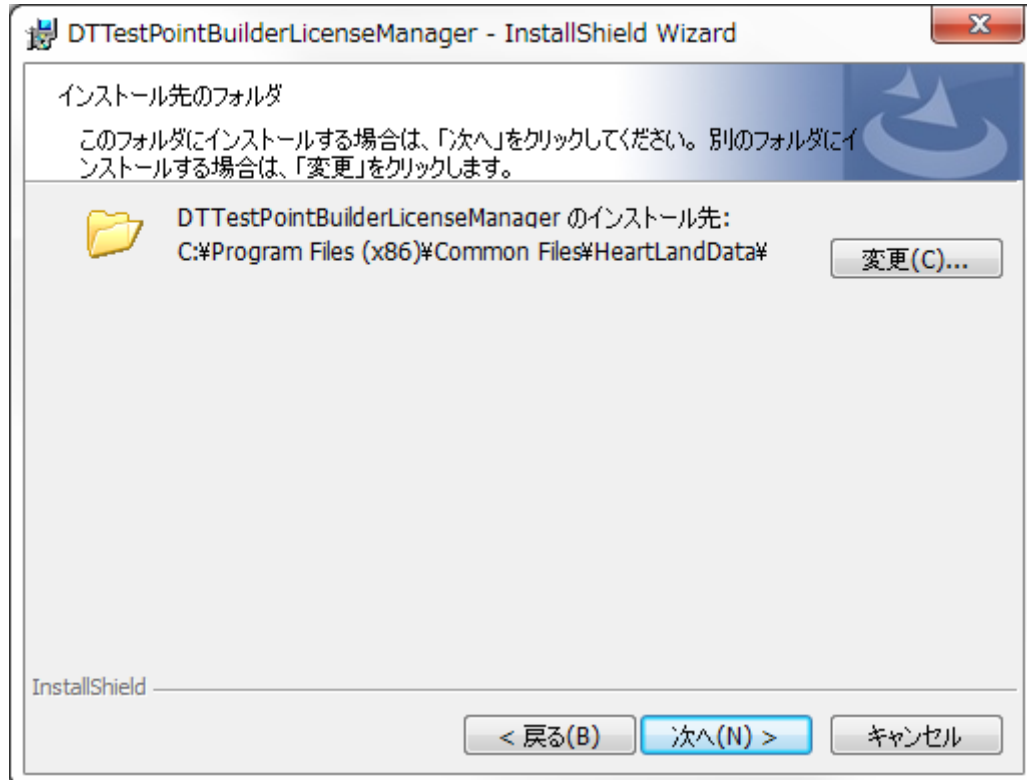 DTTestPointBuilderLicenseManager - InstallShield Wizard
インストール先のフォルダ
このフォルダにインストールする場合は、「次へ」をクリックしてください。別のフォルダにイ
ンストールする場合は、「変更」をクリックします。
DTTestPointBuilderLicenseManager のインストール先:
C:¥Program Files (x86)¥Common Files¥HeartLandData¥
変更(C)...
InstallShield
< 戻る(B)
次へ(N) >
キャンセル